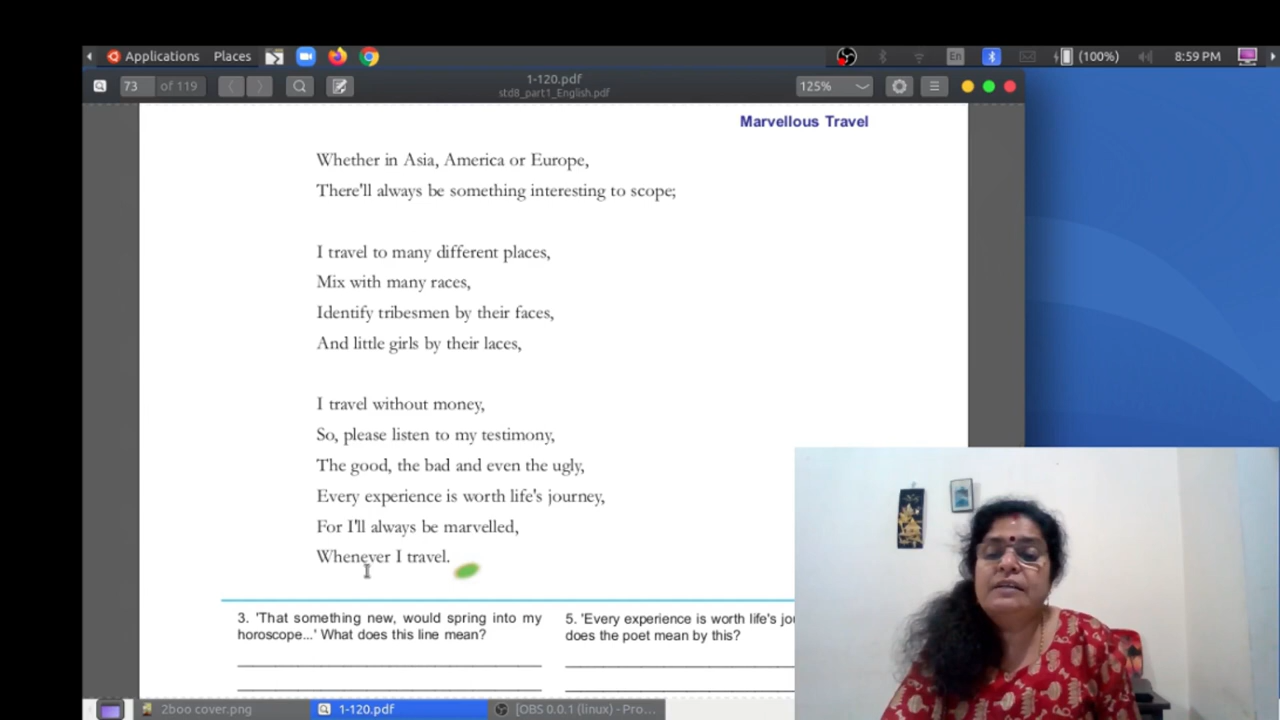 Applications Places En (100%) 8:59 PM
73 of 119 1-120.pdf 125%
std8_part1_English.pdf
Marvellous Travel
Whether in Asia, America or Europe,
There'll always be something interesting to scope;
I travel to many different places,
Mix with many races,
Identify tribesmen by their faces,
And little girls by their laces,
I travel without money,
So, please listen to my testimony,
The good, the bad and even the ugly,
Every experience is worth life's journey,
For I'll always be marvelled,
Whenever I travel.
3. 'That something new, would spring into my
horoscope...' What does this line mean?
5. 'Every experience is worth life's jou
does the poet mean by this?
2boo cover.png 1-120.pdf [OBS 0.0.1 (linux) - Pro...